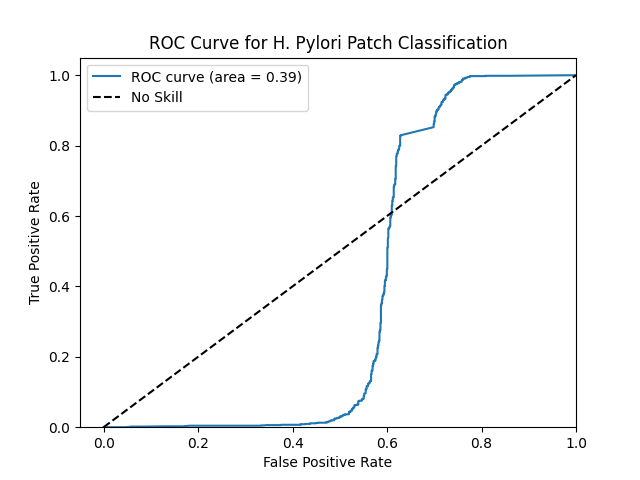 ROC Curve for H. Pylori Patch Classification
ROC curve (area = 0.39)
No Skill
True Positive Rate
1.0
0.8
0.6
0.4
0.2
0.0
0.0 0.2 0.4 0.6 0.8 1.0
False Positive Rate